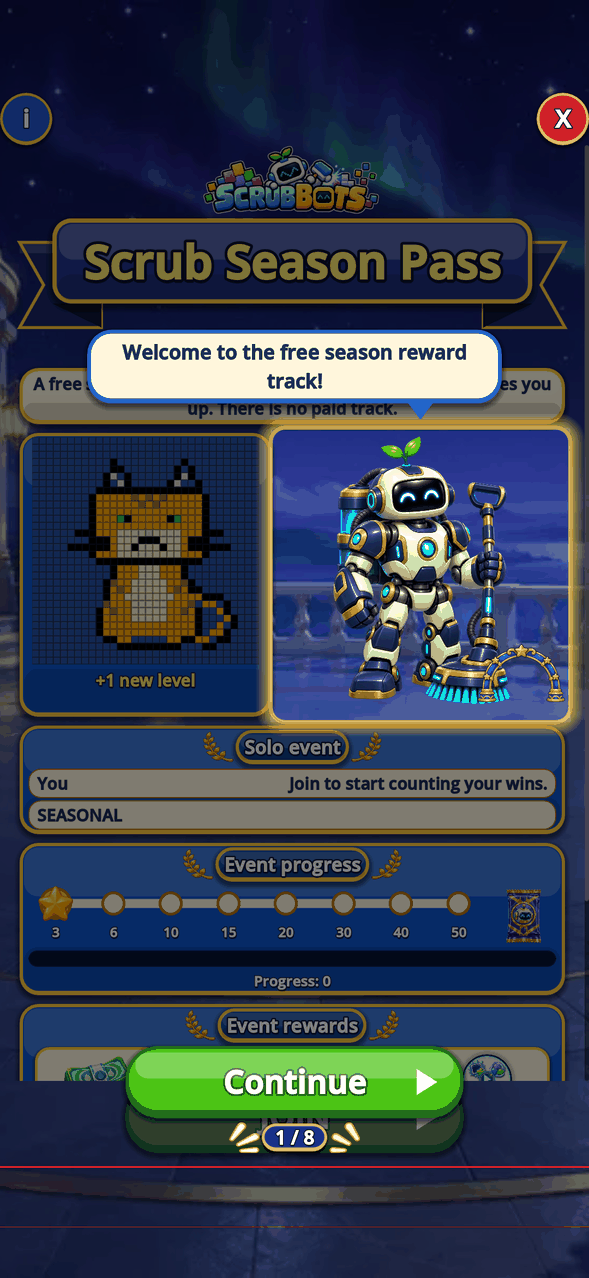 i
X
SCRUBBOTS
Scrub Season Pass
Welcome to the free season reward
track!
A free
es you
up. There is no paid track.
+1 new level
Solo event
You
Join to start counting your wins.
SEASONAL
Event progress
3
6
10
15
20
30
40
50
Progress: 0
Event rewards
Continue
JOIN
1/8